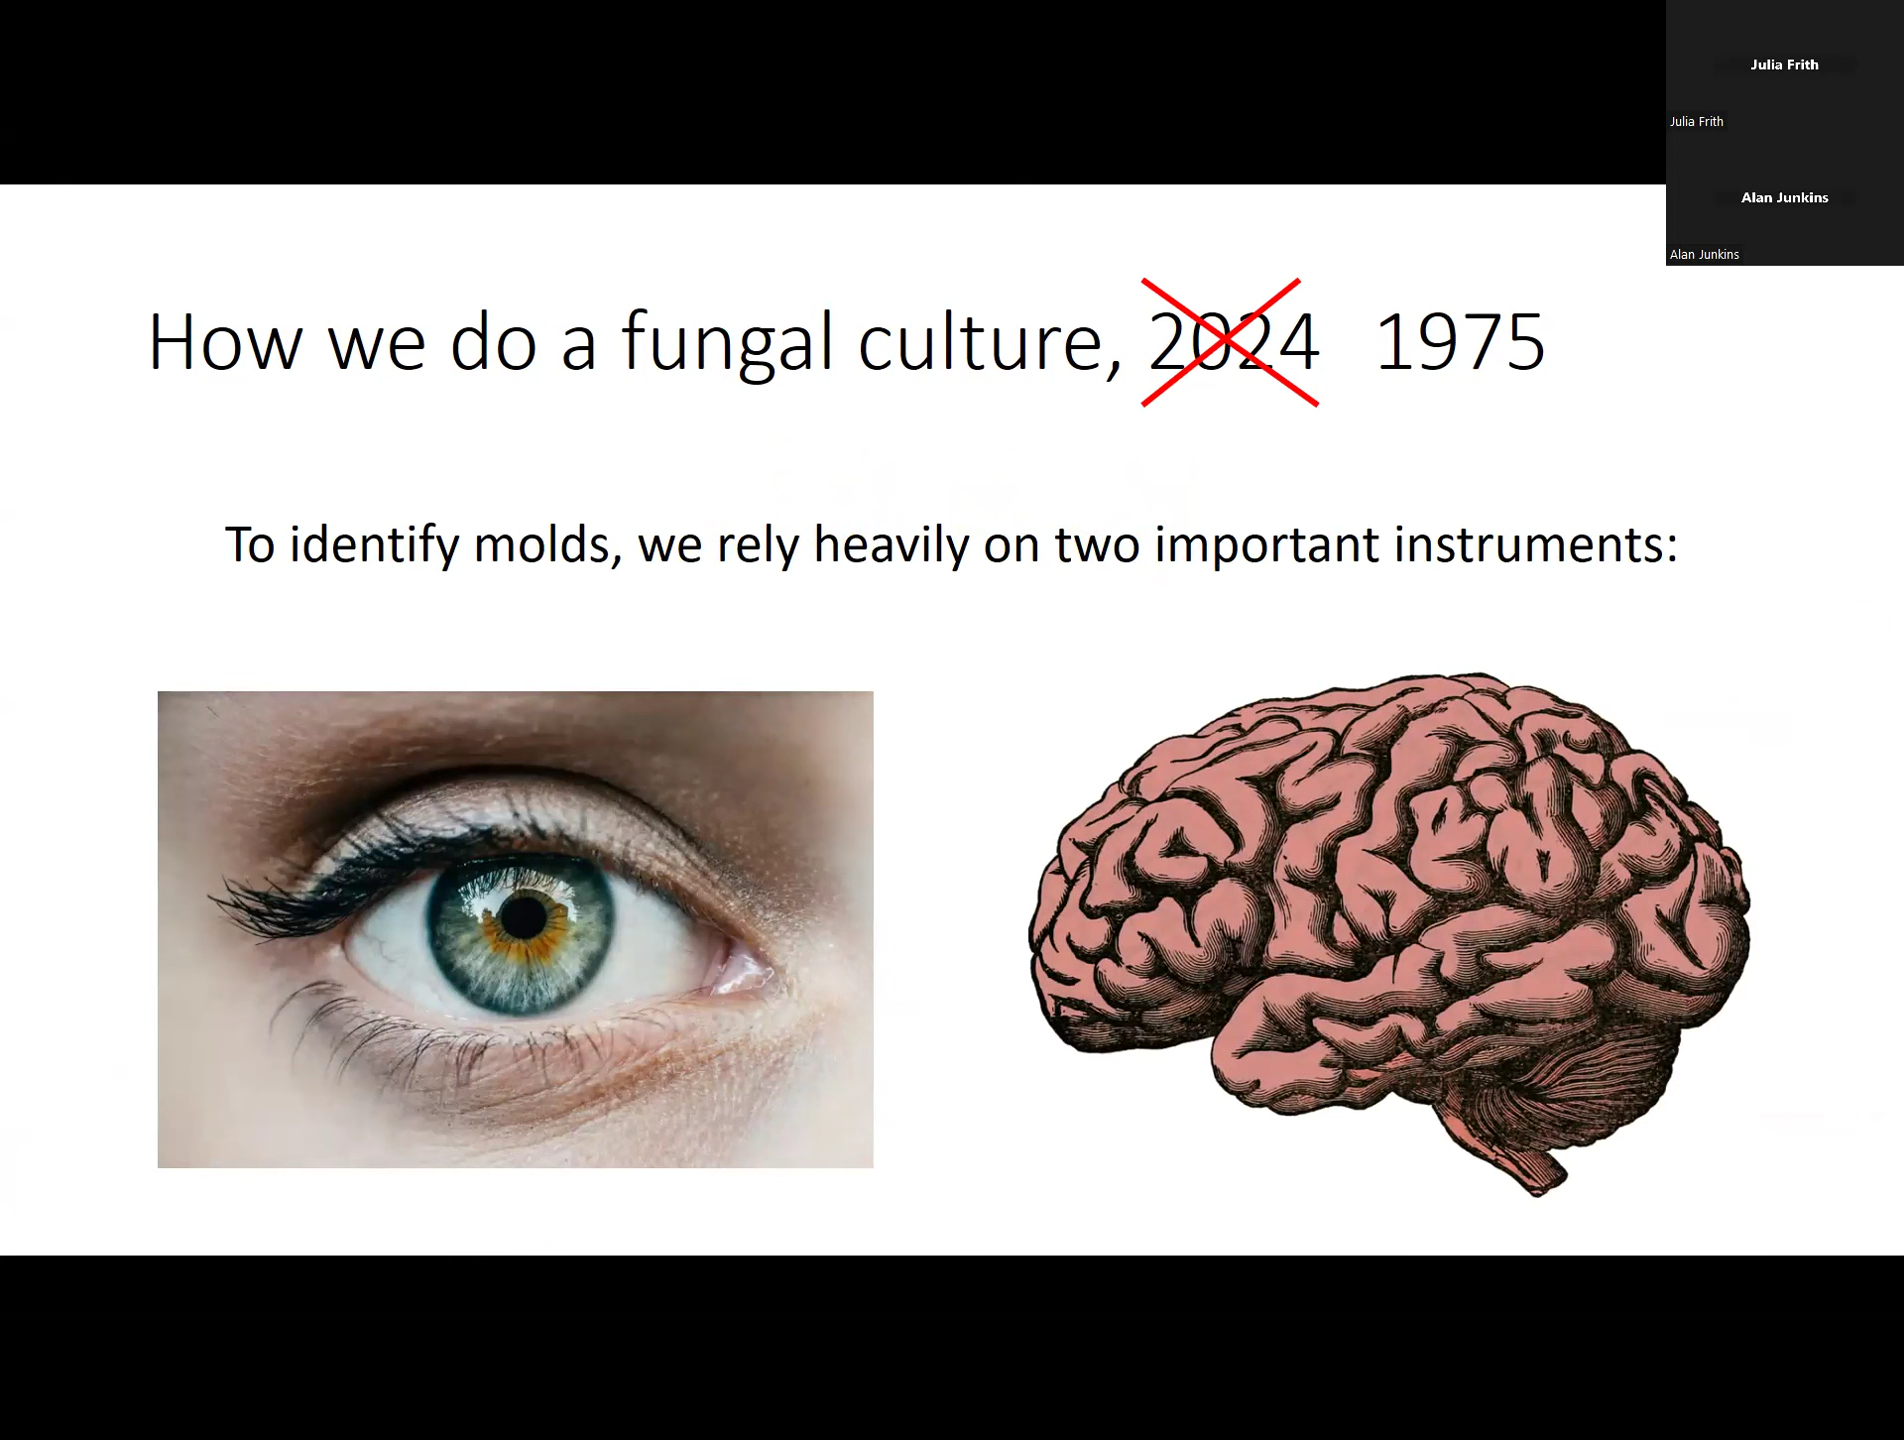 Julia Frith
Julia Frith
Alan Junkins
Alan Junkins
How we do a fungal culture, 2024 1975
To identify molds, we rely heavily on two important instruments: